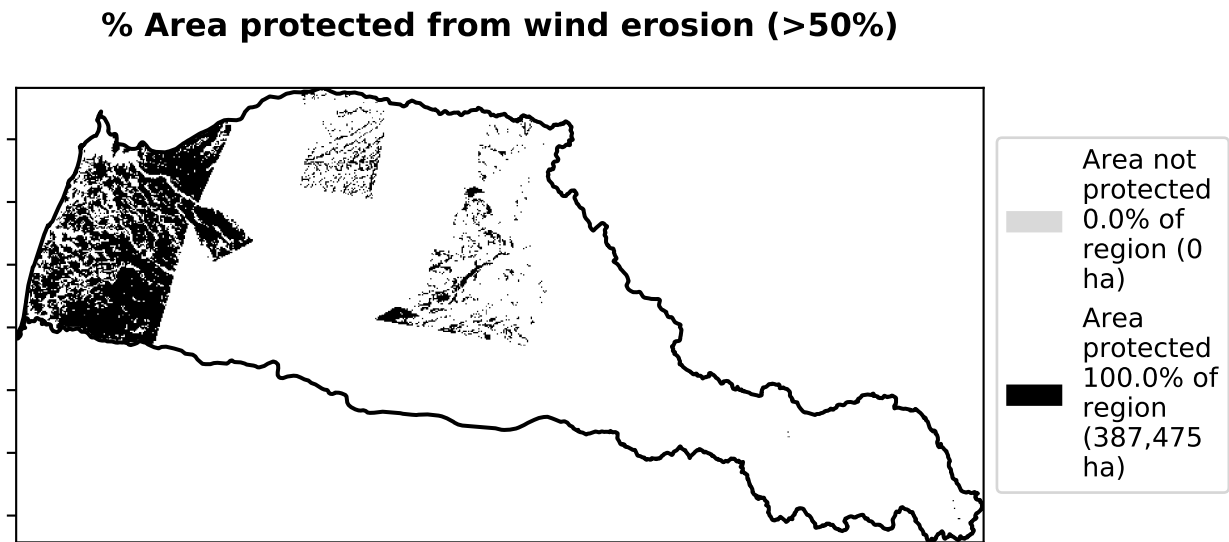 % Area protected from wind erosion (>50%)
Area not
protected
0.0% of
region (0
ha)
Area
protected
100.0% of
region
(387,475
ha)